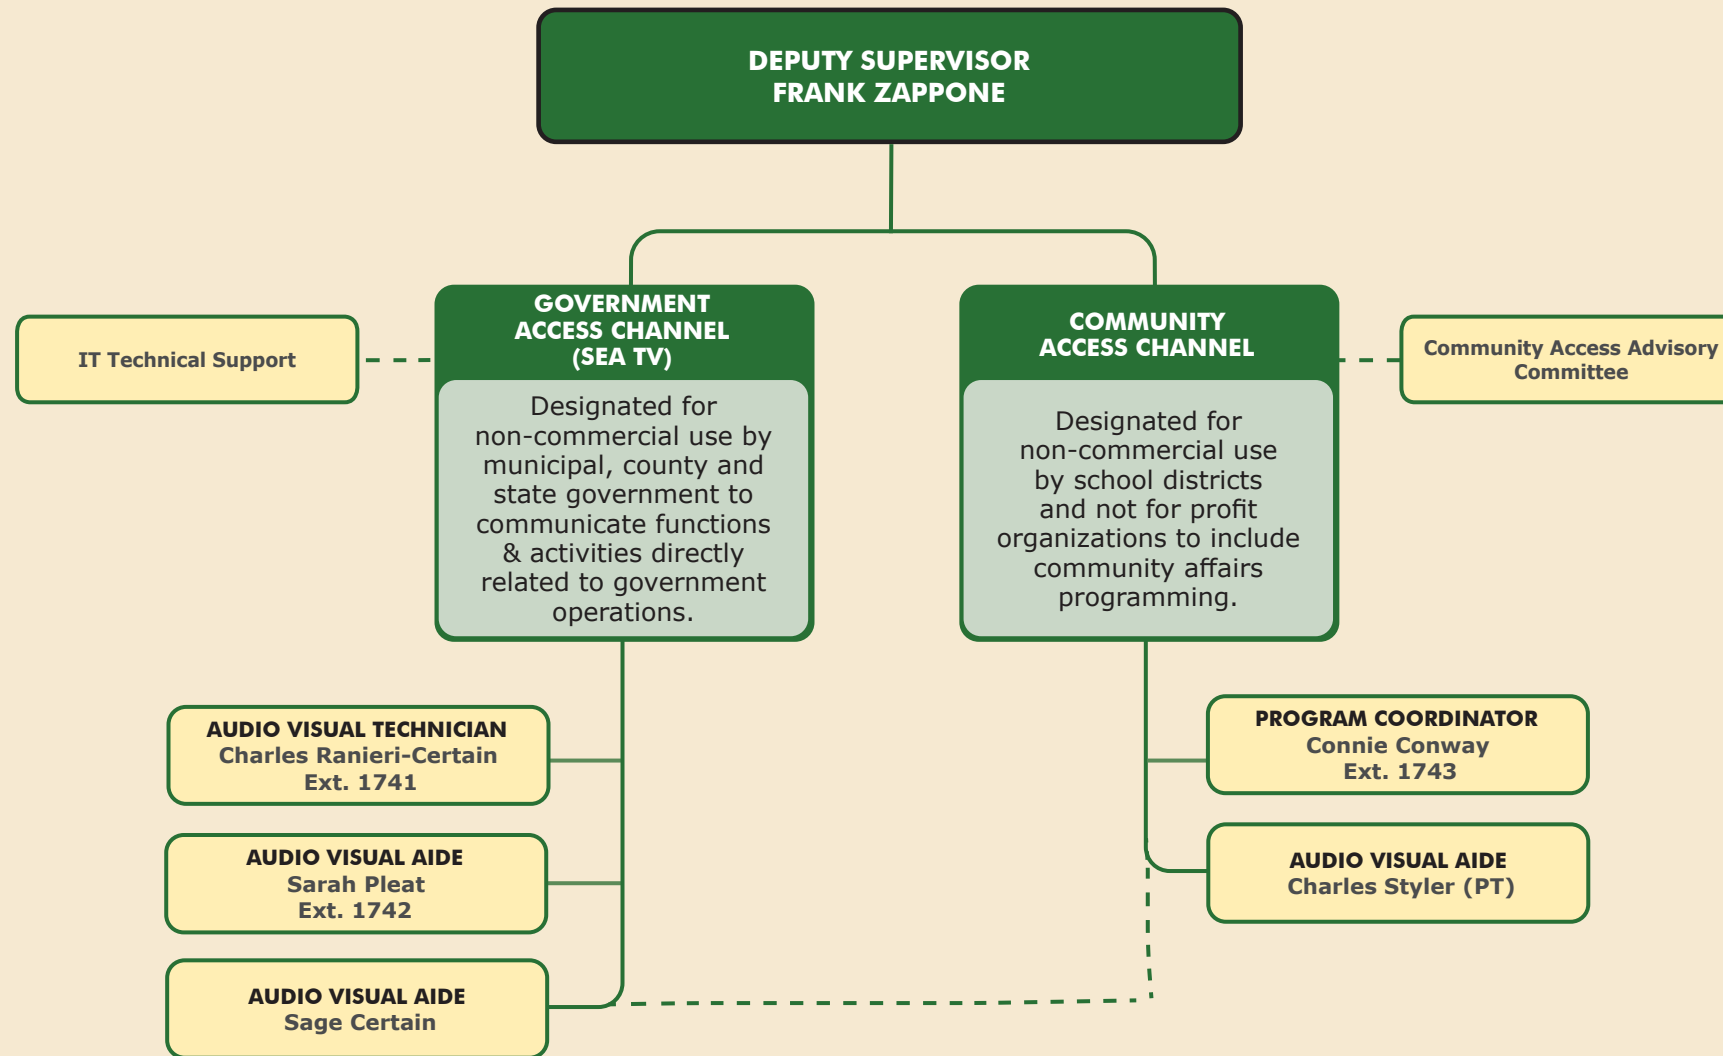 DEPUTY SUPERVISOR
FRANK ZAPPONE
GOVERNMENT
ACCESS CHANNEL
(SEA TV)
COMMUNITY
ACCESS CHANNEL
IT Technical Support
Community Access Advisory
Committee
Designated for
non-commercial use by
municipal, county and
state government to
communicate functions
& activities directly
related to government
operations.
Designated for
non-commercial use
by school districts
and not for profit
organizations to include
community affairs
programming.
AUDIO VISUAL TECHNICIAN
Charles Ranieri-Certain
Ext. 1741
AUDIO VISUAL AIDE
Sarah Pleat
Ext. 1742
AUDIO VISUAL AIDE
Sage Certain
PROGRAM COORDINATOR
Connie Conway
Ext. 1743
AUDIO VISUAL AIDE
Charles Styler (PT)